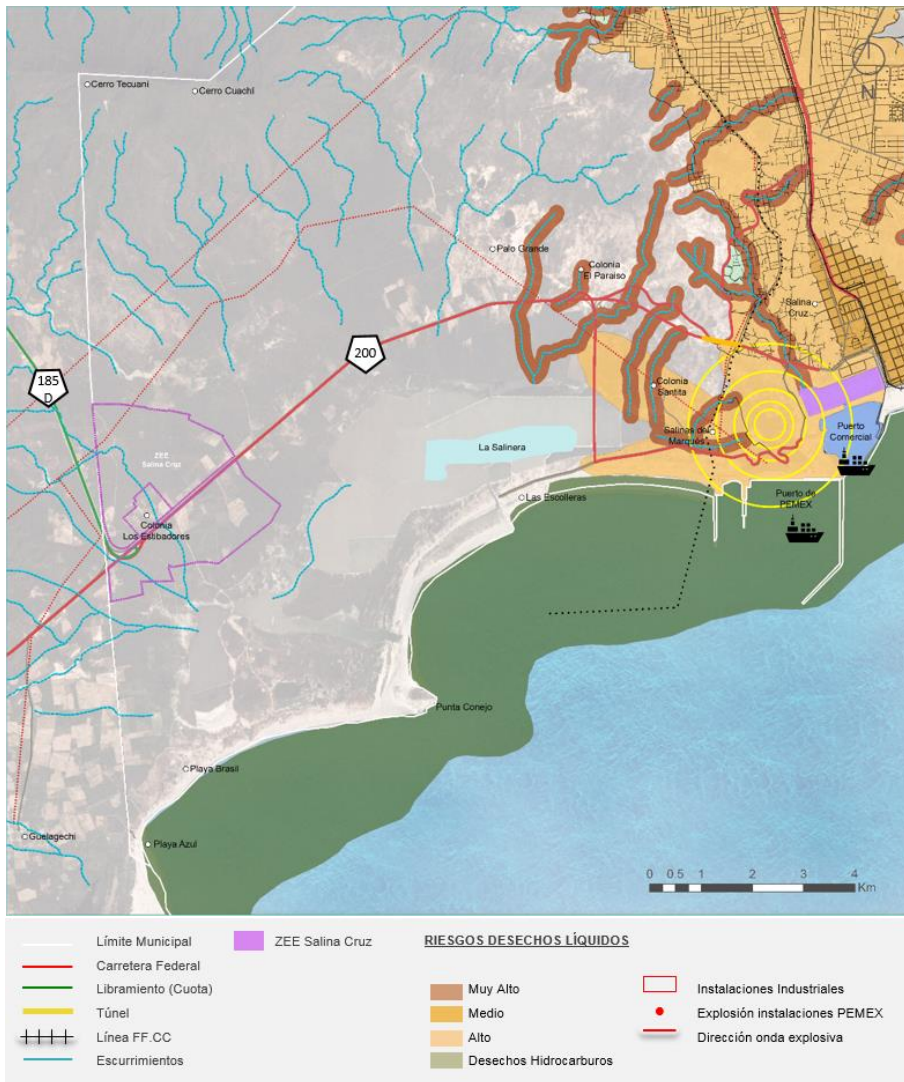 Cerro Tecuani
Cerro Cuachl
N
Palo Grande
Colonia
El Paraiso
Salina
Cruz
200
185
D
Colonia
Santita
ZEE
Salina Cruz
La Salinera
Salinas del
Marqués
Puerto
Comercial
Las Escolleras
Puerto de
PEMEX
Colonia
Los Estibadores
Punta Conejo
Playa Brasil
Guelagechi
Playa Azul
0 0.5 1 2 3 4
Km
Límite Municipal
Carretera Federal
Libramiento (Cuota)
Túnel
Línea FF.CC
Escurrimientos
ZEE Salina Cruz
RIESGOS DESECHOS LÍQUIDOS
Muy Alto
Medio
Alto
Desechos Hidrocarburos
Instalaciones Industriales
Explosión instalaciones PEMEX
Dirección onda explosiva